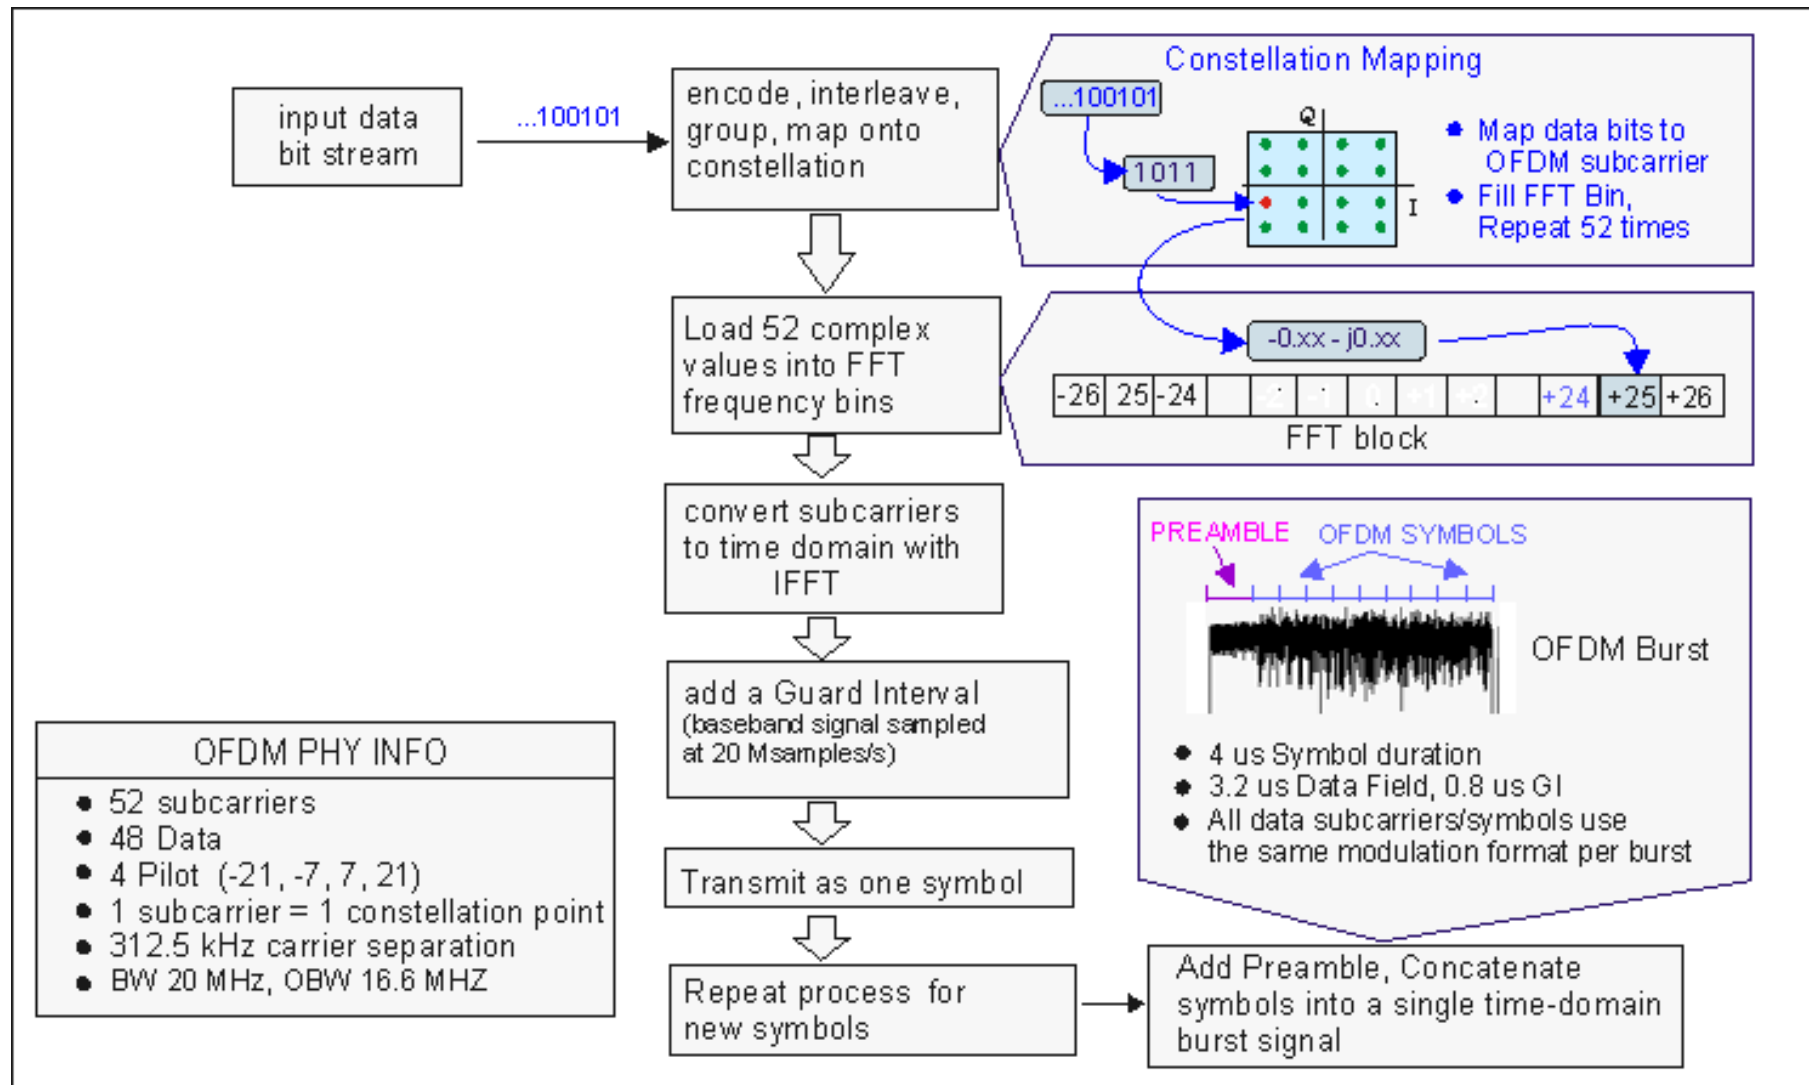 input data
bit stream
...100101
encode, interleave,
group, map onto
constellation
Constellation Mapping
...100101
1011
Q
I
Map data bits to
OFDM subcarrier
Fill FFT Bin,
Repeat 52 times
Load 52 complex
values into FFT
frequency bins
-0.xx - j0.xx
-26 25 -24 -2 -1 0 +1 +2 +24 +25 +26
FFT block
convert subcarriers
to time domain with
IFFT
add a Guard Interval
(baseband signal sampled
at 20 Msamples/s)
Transmit as one symbol
Repeat process for
new symbols
PREAMBLE
OFDM SYMBOLS
OFDM Burst
4 us Symbol duration
3.2 us Data Field, 0.8 us GI
All data subcarriers/symbols use
the same modulation format per burst
Add Preamble, Concatenate
symbols into a single time-domain
burst signal
OFDM PHY INFO
52 subcarriers
48 Data
4 Pilot (-21, -7, 7, 21)
1 subcarrier = 1 constellation point
312.5 kHz carrier separation
BW 20 MHz, OBW 16.6 MHZ